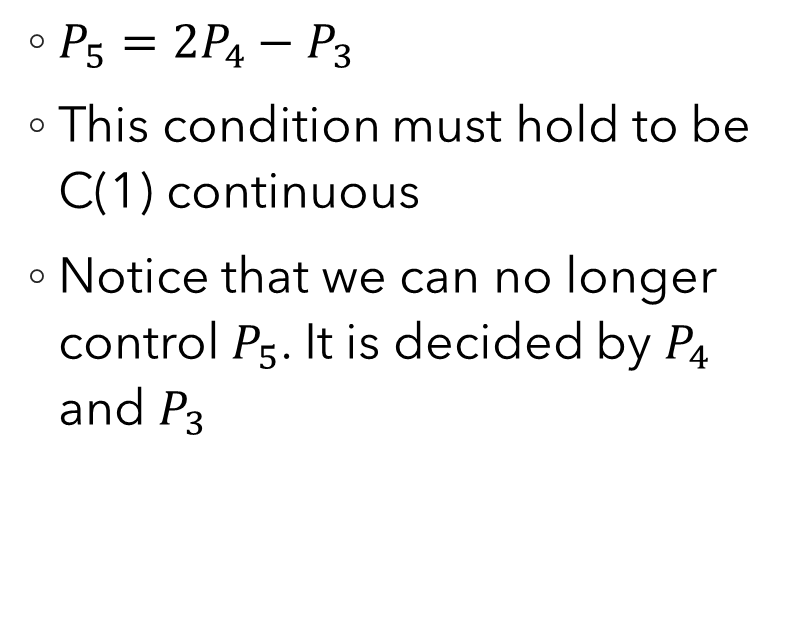 ◦ P₅ = 2P₄ − P₃
◦ This condition must hold to be
C(1) continuous
◦ Notice that we can no longer
control P₅. It is decided by P₄
and P₃